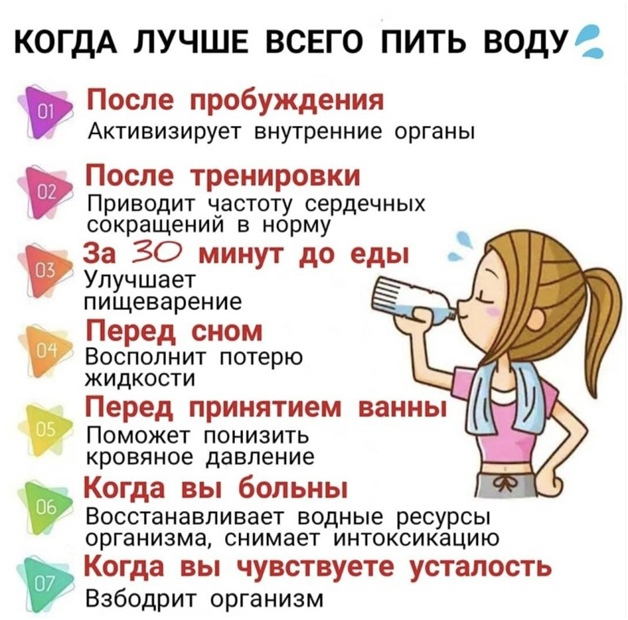 КОГДА ЛУЧШЕ ВСЕГО ПИТЬ ВОДУ
01 После пробуждения
Активизирует внутренние органы
02 После тренировки
Приводит частоту сердечных
сокращений в норму
03 За 30 минут до еды
Улучшает
пищеварение
04 Перед сном
Восполнит потерю
жидкости
05 Перед принятием ванны
Поможет понизить
кровяное давление
06 Когда вы больны
Восстанавливает водные ресурсы
организма, снимает интоксикацию
07 Когда вы чувствуете усталость
Взбодрит организм